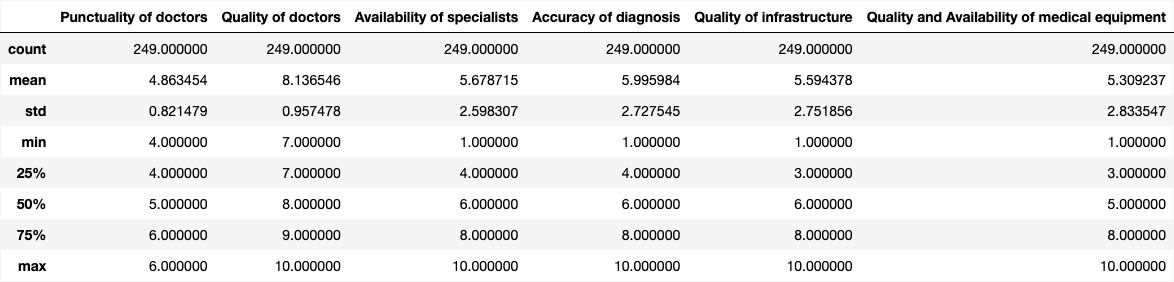 Punctuality of doctors Quality of doctors Availability of specialists Accuracy of diagnosis Quality of infrastructure Quality and Availability of medical equipment
count 249.000000 249.000000 249.000000 249.000000 249.000000 249.000000
mean 4.863454 8.136546 5.678715 5.995984 5.594378 5.309237
std 0.821479 0.957478 2.598307 2.727545 2.751856 2.833547
min 4.000000 7.000000 1.000000 1.000000 1.000000 1.000000
25% 4.000000 7.000000 4.000000 4.000000 3.000000 3.000000
50% 5.000000 8.000000 6.000000 6.000000 6.000000 5.000000
75% 6.000000 9.000000 8.000000 8.000000 8.000000 8.000000
max 6.000000 10.000000 10.000000 10.000000 10.000000 10.000000